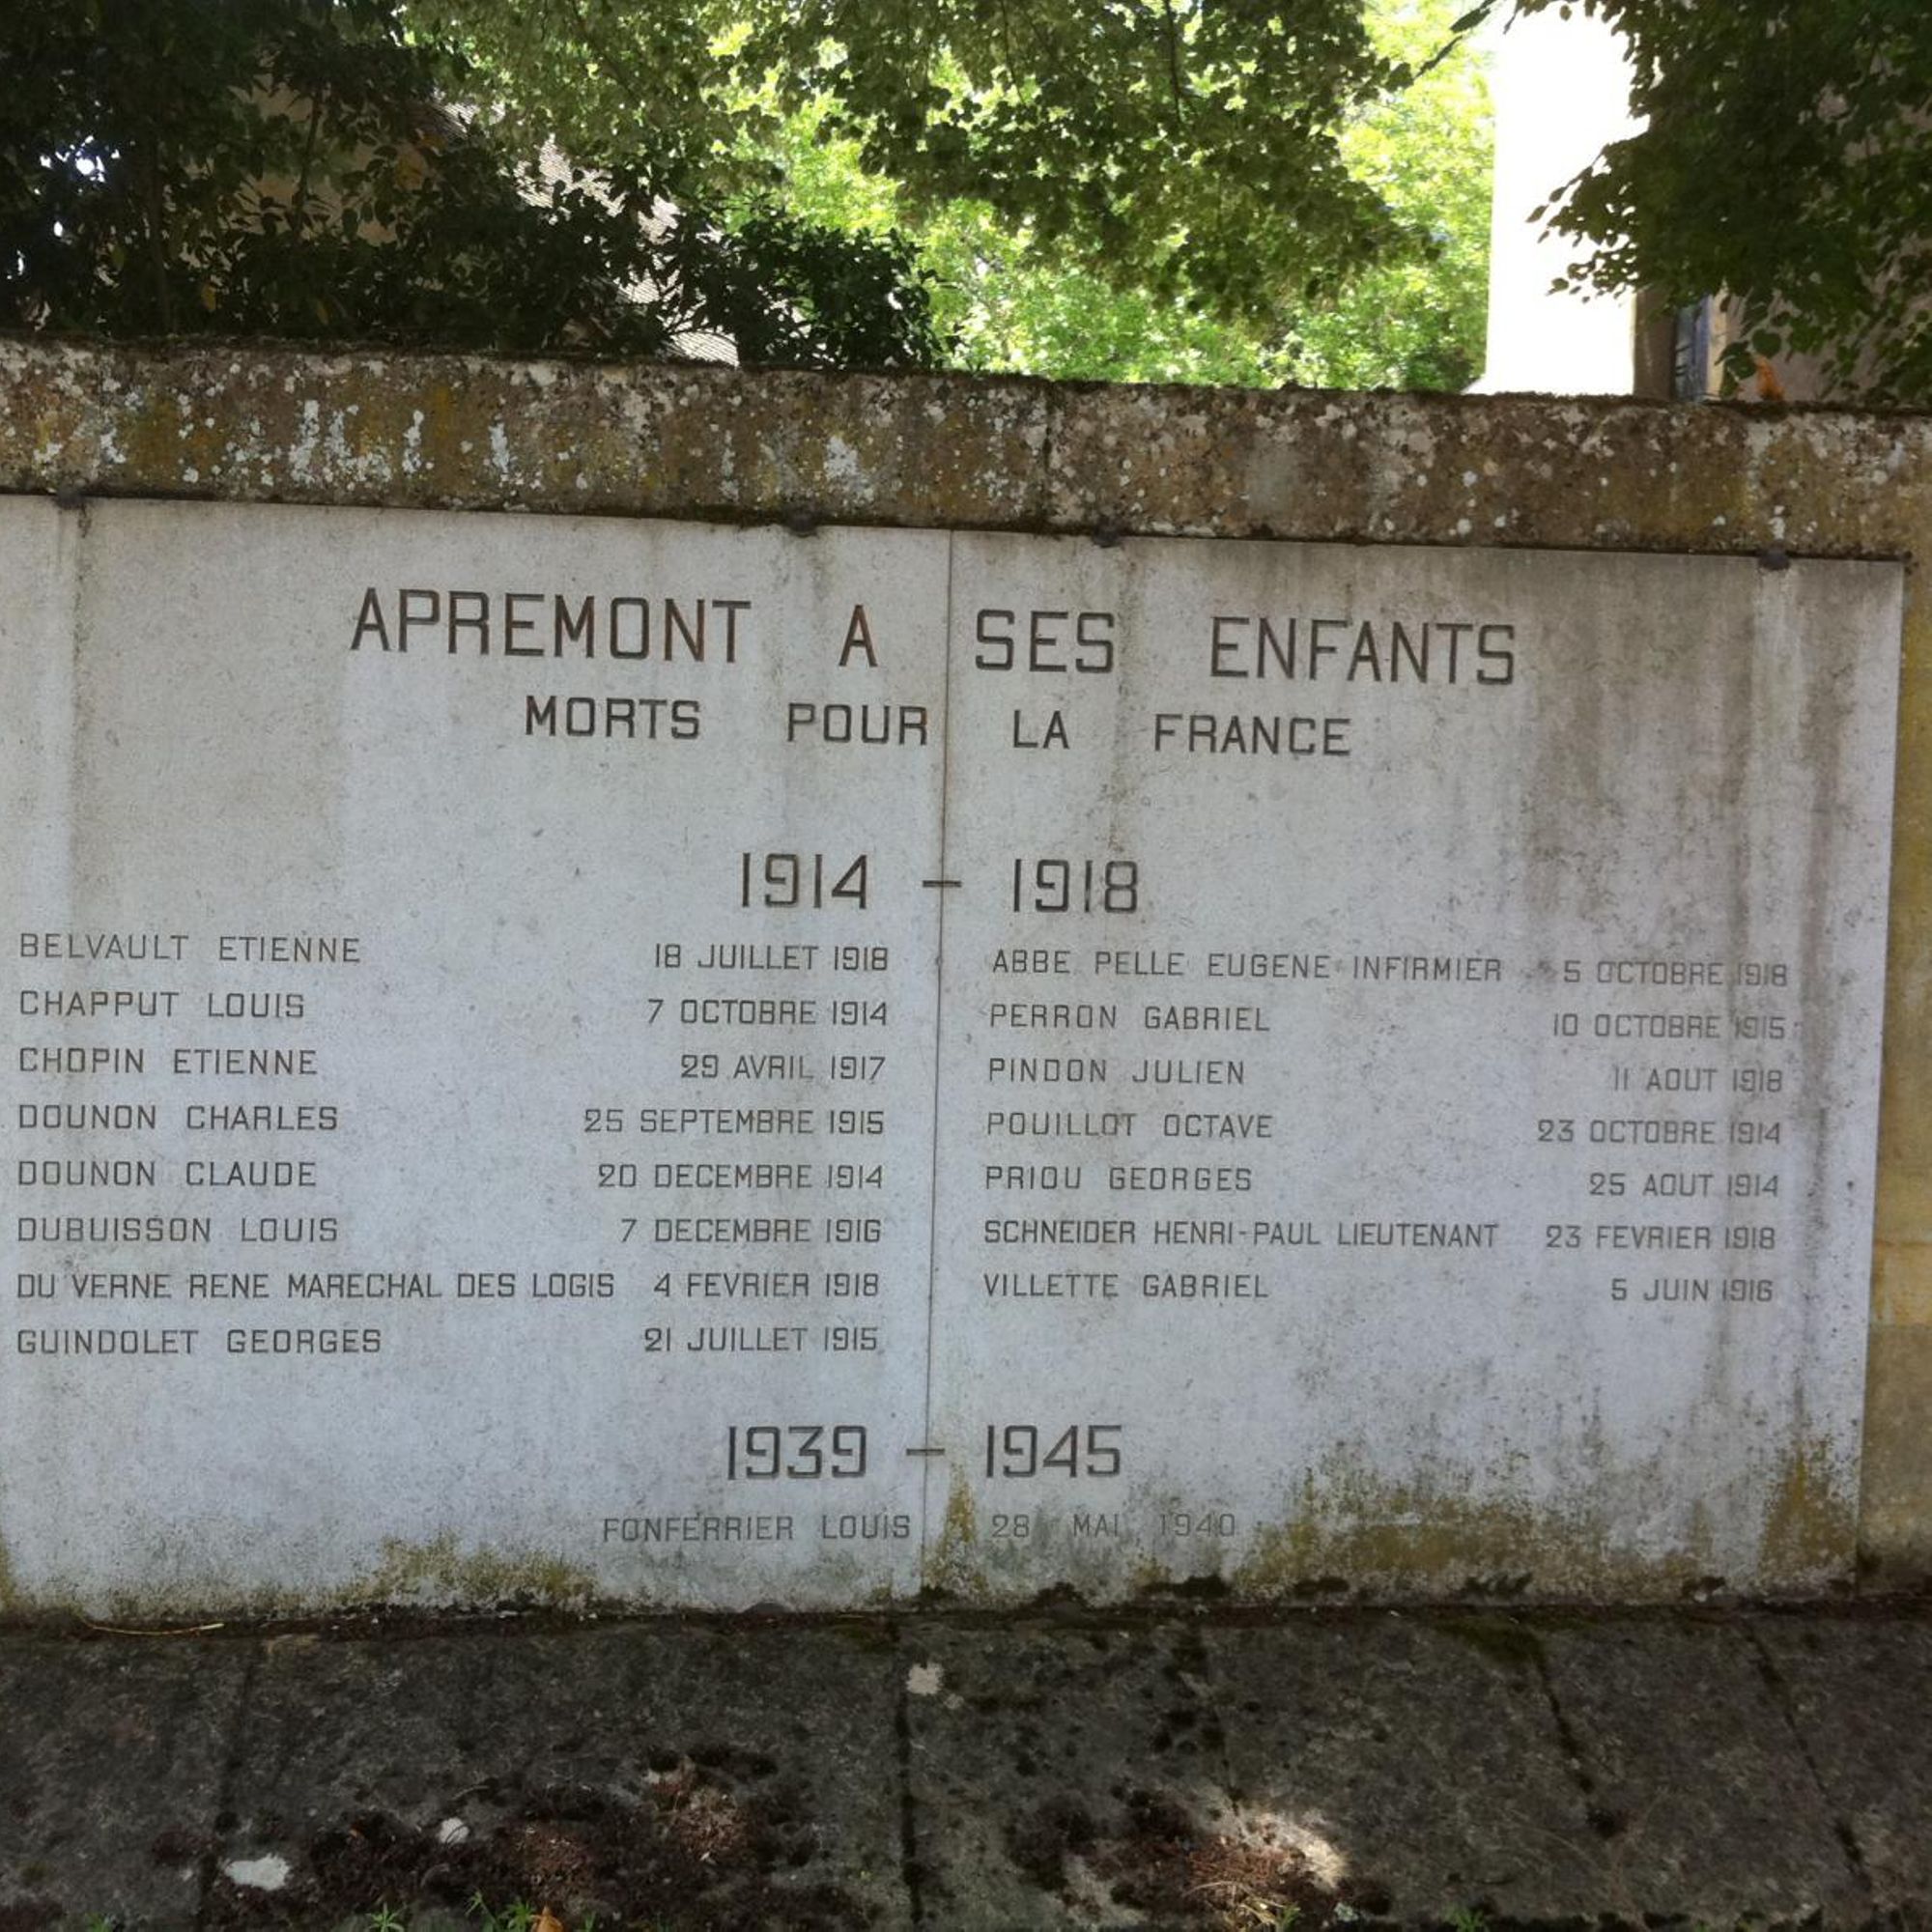 APREMONT A SES ENFANTS
MORTS POUR LA FRANCE
1914 – 1918
BELVAULT ETIENNE 18 JUILLET 1918
CHAPPUT LOUIS 7 OCTOBRE 1914
CHOPIN ETIENNE 29 AVRIL 1917
DOUNON CHARLES 25 SEPTEMBRE 1915
DOUNON CLAUDE 20 DECEMBRE 1914
DUBUISSON LOUIS 7 DECEMBRE 1916
DU VERNE RENE MARECHAL DES LOGIS 4 FEVRIER 1918
GUINDOLET GEORGES 21 JUILLET 1915
ABBE PELLE EUGENE INFIRMIER 5 OCTOBRE 1918
PERRON GABRIEL 10 OCTOBRE 1915
PINDON JULIEN 11 AOUT 1918
POUILLOT OCTAVE 23 OCTOBRE 1914
PRIOU GEORGES 25 AOUT 1914
SCHNEIDER HENRI-PAUL LIEUTENANT 23 FEVRIER 1918
VILLETTE GABRIEL 5 JUIN 1916
1939 – 1945
FONFERRIER LOUIS 28 MAI 1940